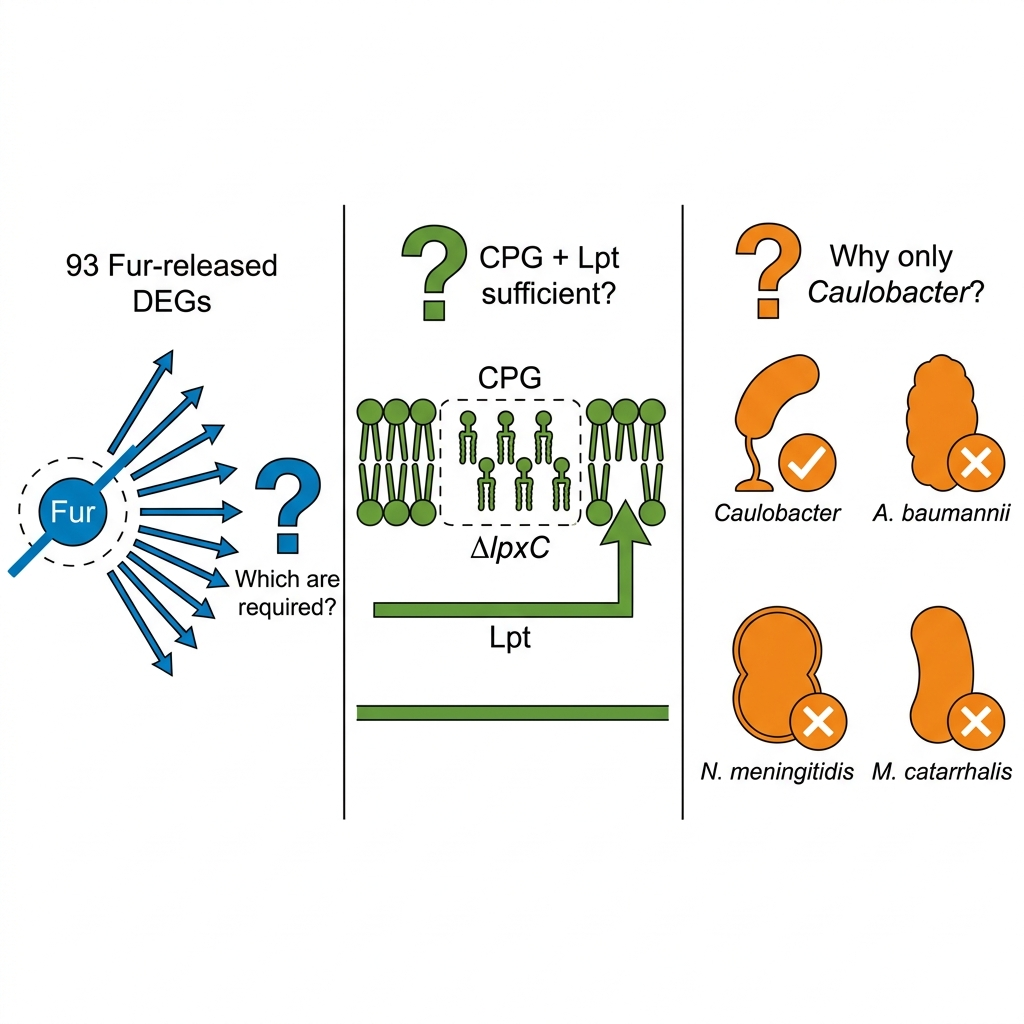 93 Fur-released
DEGs
Fur
?
Which are
required?
?
CPG + Lpt
sufficient?
CPG
ΔlpxC
Lpt
?
Why only
Caulobacter?
Caulobacter
A. baumannii
N. meningitidis
M. catarrhalis